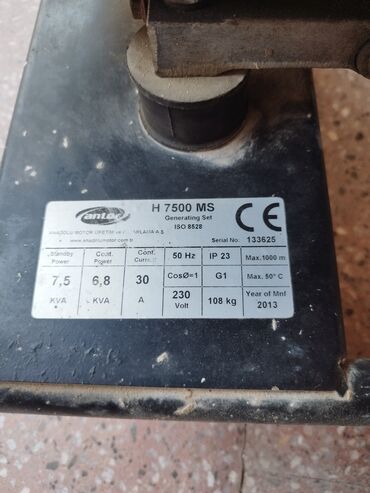 antor
H 7500 MS
Generating Set
ISO 8528
CE
ANADOLU MOTOR ÜRETİM ve
A.Ş.
www.anadolumotor.com.tr
Serial No: 133625
Standby Power
Cont. Power
Cont. Current
50 Hz
IP 23
Max. 1000 m
7,5
KVA
6,8
KVA
30
A
CosØ=1
G1
Max. 50° C
230
Volt
108 kg
Year of Mnf
2013